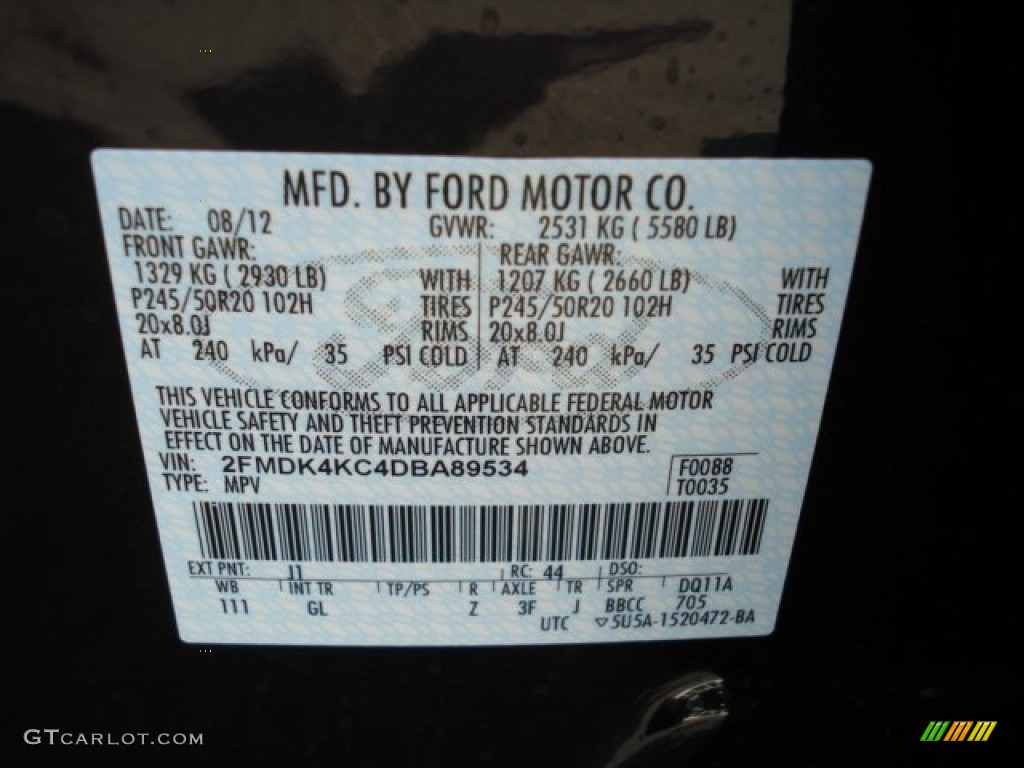 MFD. BY FORD MOTOR CO.
DATE: 08/12 GVWR: 2531 KG ( 5580 LB)
FRONT GAWR: REAR GAWR:
1329 KG ( 2930 LB) WITH 1207 KG ( 2660 LB) WITH
P245/50R20 102H TIRES P245/50R20 102H TIRES
20x8.0J RIMS 20x8.0J RIMS
AT 240 kPa/ 35 PSI COLD AT 240 kPa/ 35 PSI COLD
THIS VEHICLE CONFORMS TO ALL APPLICABLE FEDERAL MOTOR
VEHICLE SAFETY AND THEFT PREVENTION STANDARDS IN
EFFECT ON THE DATE OF MANUFACTURE SHOWN ABOVE.
VIN: 2FMDK4KC4DBA89534 F0088
TYPE: MPV T0035
EXT PNT: J1 RC: 44 DSO:
WB INT TR TP/PS R AXLE TR SPR DQ11A
111 GL Z 3F J BBCC 705
UTC ▽5U5A-1520472-BA
Ford
GTCARLOT.COM